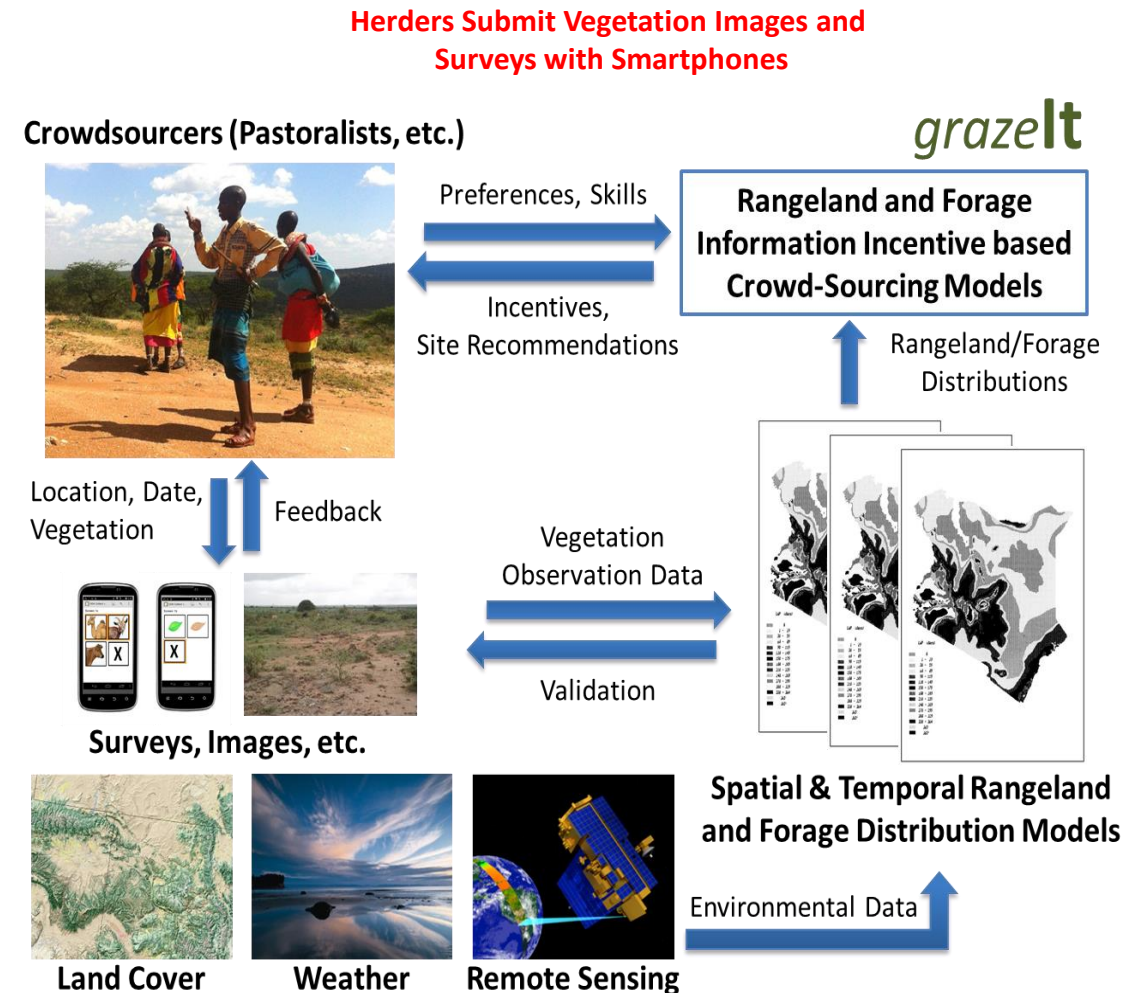 Herders Submit Vegetation Images and
Surveys with Smartphones
Crowdsourcers (Pastoralists, etc.)
grazeIt
Preferences, Skills
Rangeland and Forage
Information Incentive based
Crowd-Sourcing Models
Incentives,
Site Recommendations
Rangeland/Forage
Distributions
Location, Date,
Vegetation
Feedback
Vegetation
Observation Data
X
X
Validation
Surveys, Images, etc.
Spatial & Temporal Rangeland
and Forage Distribution Models
Environmental Data
Land Cover
Weather
Remote Sensing